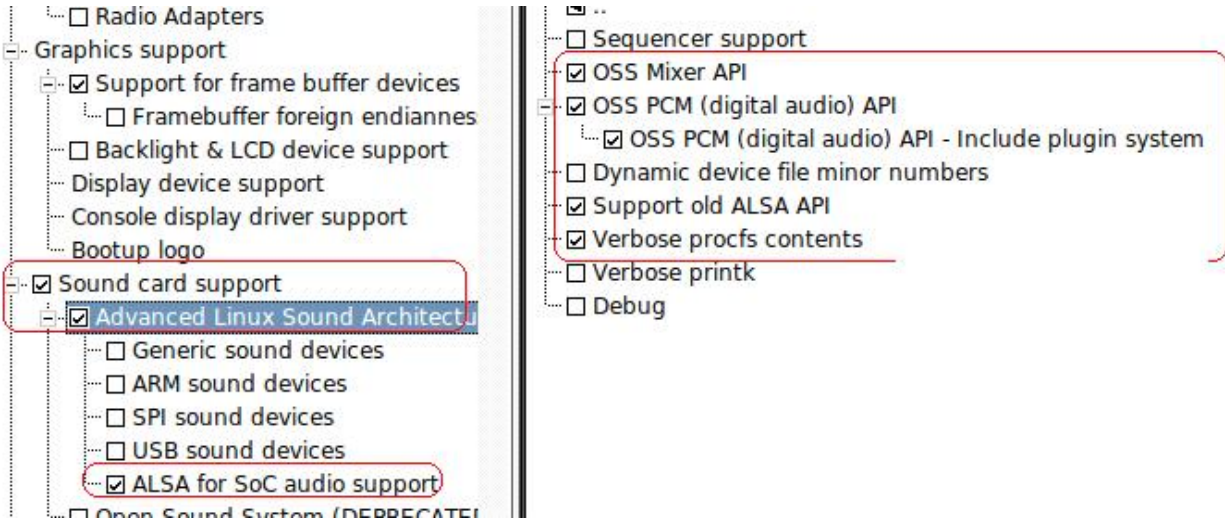 Radio Adapters
Graphics support
Support for frame buffer devices
Framebuffer foreign endiannes
Backlight & LCD device support
Display device support
Console display driver support
Bootup logo
Sound card support
Advanced Linux Sound Architectu
Generic sound devices
ARM sound devices
SPI sound devices
USB sound devices
ALSA for SoC audio support
Open Sound System (DEPRECATE
..
Sequencer support
OSS Mixer API
OSS PCM (digital audio) API
OSS PCM (digital audio) API - Include plugin system
Dynamic device file minor numbers
Support old ALSA API
Verbose procfs contents
Verbose printk
Debug